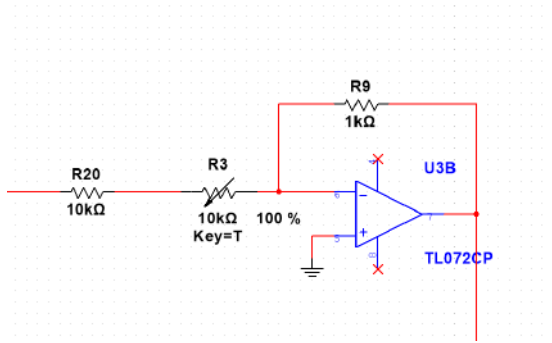 R9
1kΩ
4
U3B
R20
10kΩ
R3
10kΩ
Key=T
100 %
6
7
5
8
TL072CP